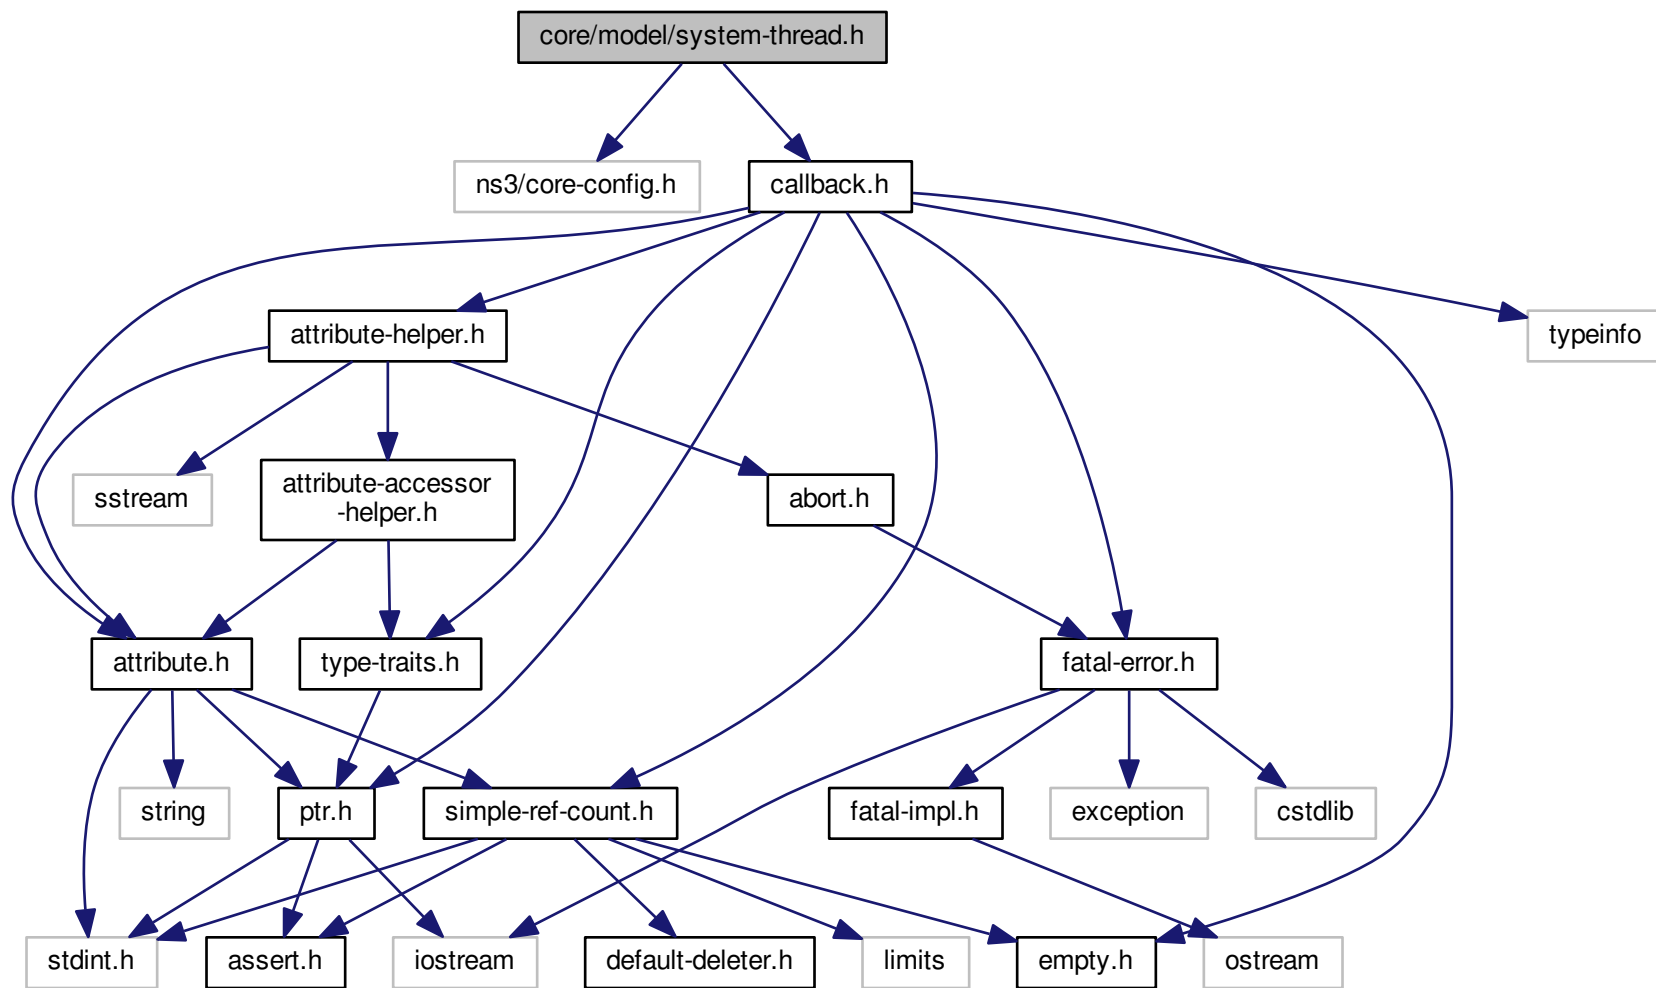 core/model/system-thread.h
ns3/core-config.h
callback.h
attribute-helper.h
typeinfo
sstream
attribute-accessor
-helper.h
abort.h
attribute.h
type-traits.h
fatal-error.h
string
ptr.h
simple-ref-count.h
fatal-impl.h
exception
cstdlib
stdint.h
assert.h
iostream
default-deleter.h
limits
empty.h
ostream